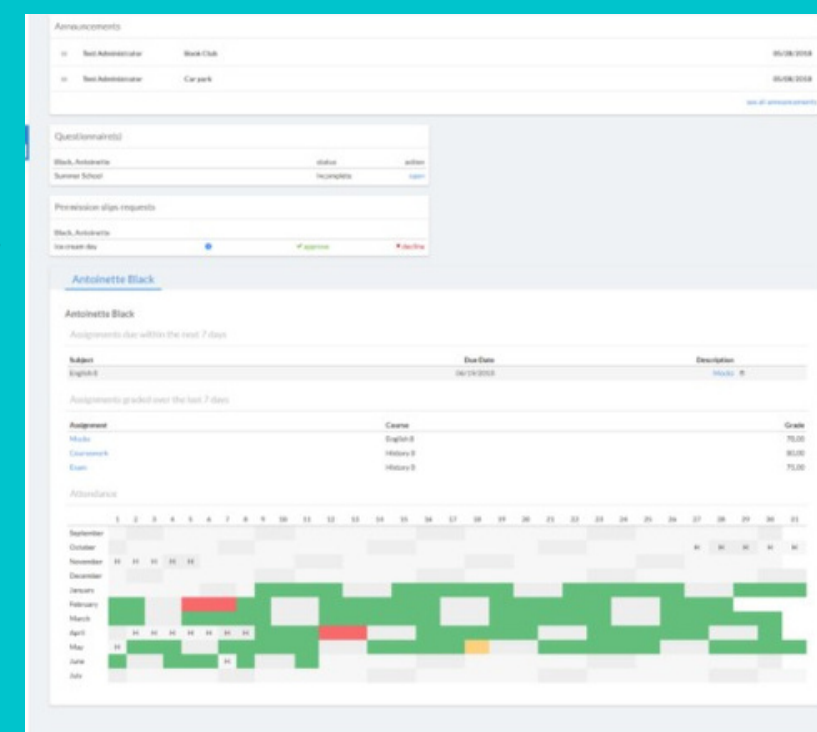 Announcements
Test Administrator Book Club 05/08/2018
Test Administrator Car park 05/08/2018
see all announcements
Questionnaire(s)
Black, Antoinette status action
Summer School Incomplete open
Permission slips requests
Black, Antoinette
Ice cream day approve decline
Antoinette Black
Antoinette Black
Assignments due within the next 7 days
Subject Due Date Description
English 8 06/19/2018 Mocks
Assignments graded over the last 7 days
Assignment Course Grade
Mocks English 8 70.00
Coursework History 8 80.00
Exam History 8 75.00
Attendance
1 2 3 4 5 6 7 8 9 10 11 12 13 14 15 16 17 18 19 20 21 22 23 24 25 26 27 28 29 30 31
September
October H H H H H
November H H H H H
December
January
February
March
April H H H H H H H
May H
June H
July